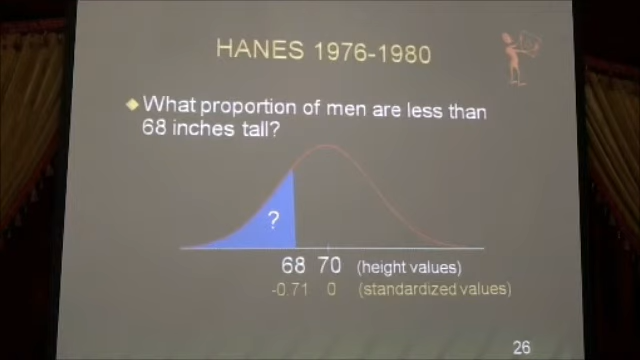 HANES 1976-1980
What proportion of men are less than
68 inches tall?
?
68 70 (height values)
-0.71 0 (standardized values)
26